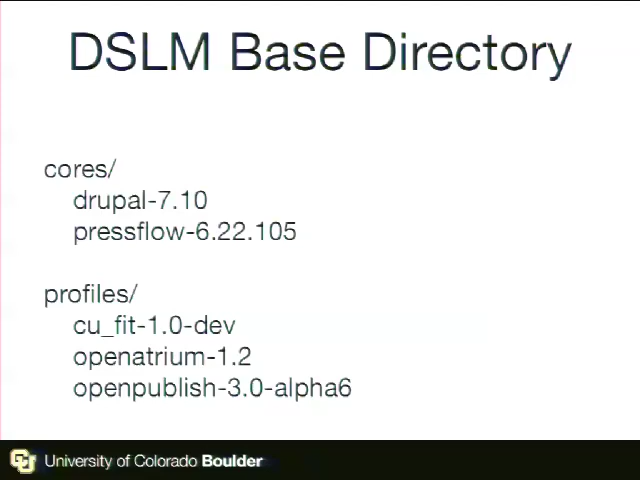 DSLM Base Directory
cores/
drupal-7.10
pressflow-6.22.105
profiles/
cu_fit-1.0-dev
openatrium-1.2
openpublish-3.0-alpha6
CU University of Colorado Boulder